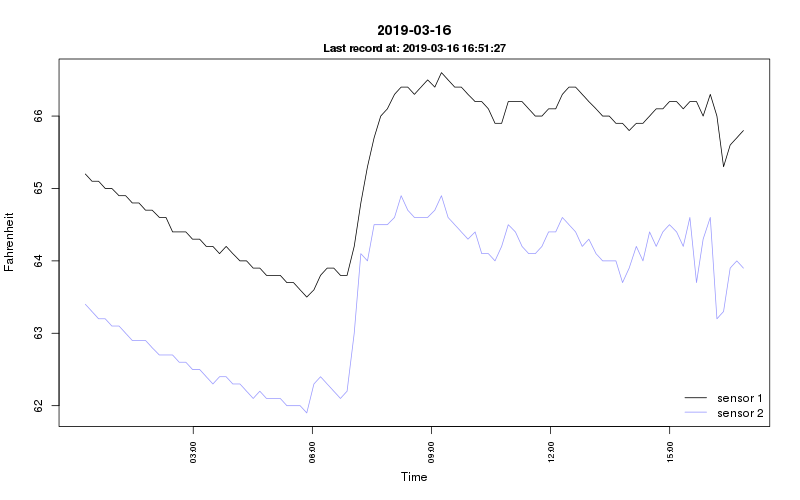 2019-03-16
Last record at: 2019-03-16 16:51:27
Fahrenheit
66
65
64
63
62
03:00
06:00
09:00
12:00
15:00
Time
sensor 1
sensor 2